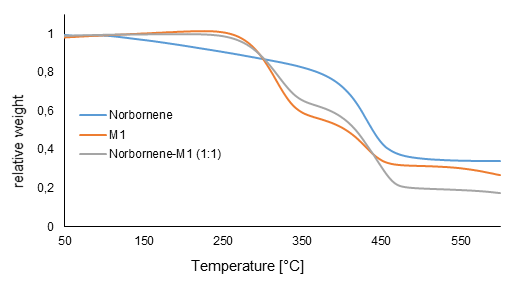 relative weight
1
0,8
0,6
0,4
0,2
0
Norbornene
M1
Norbornene-M1 (1:1)
50 150 250 350 450 550
Temperature [°C]